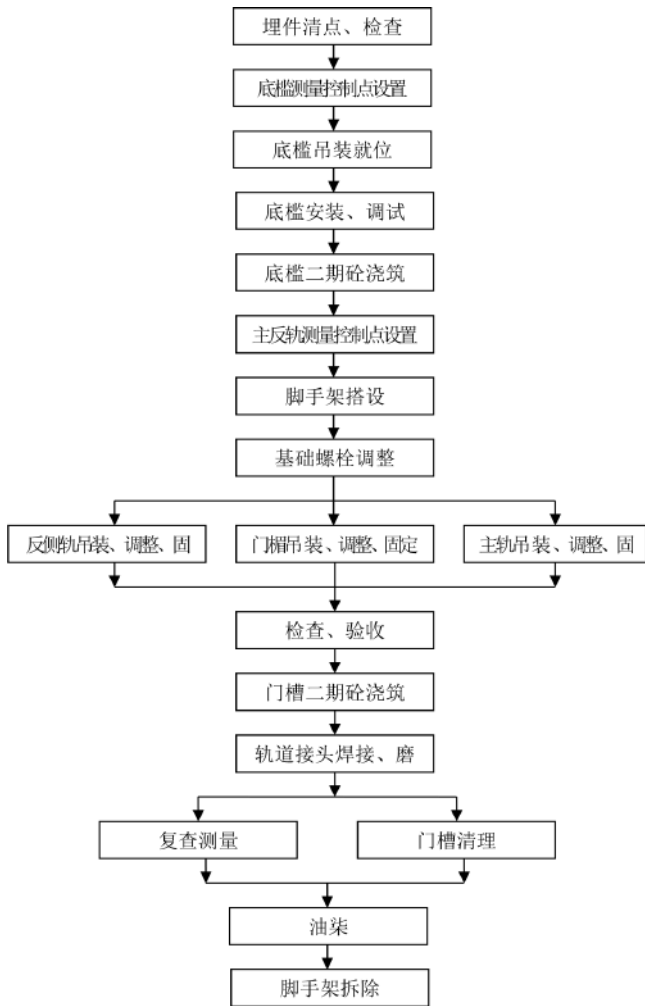 埋件清点、检查
底槛测量控制点设置
底槛吊装就位
底槛安装、调试
底槛二期砼浇筑
主反轨测量控制点设置
脚手架搭设
基础螺栓调整
反侧轨吊装、调整、固
门楣吊装、调整、固定
主轨吊装、调整、固
检查、验收
门槽二期砼浇筑
轨道接头焊接、磨
复查测量
门槽清理
油柒
脚手架拆除